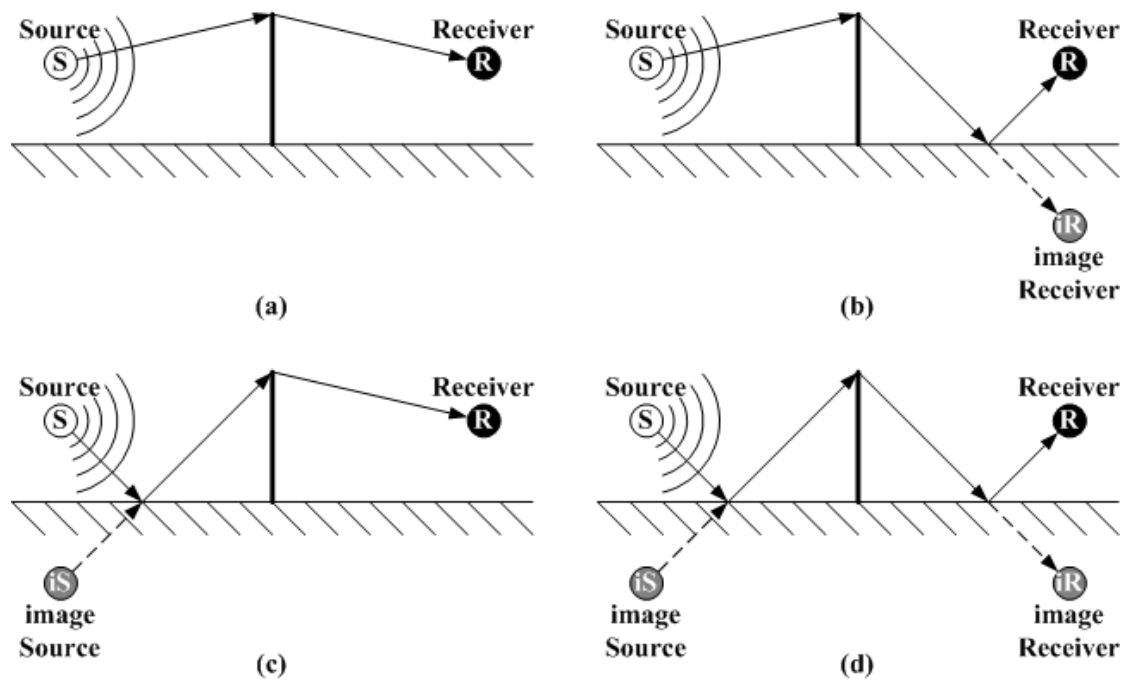 Source
Receiver
S
R
(a)
Source
Receiver
S
R
iR
image
Receiver
(b)
Source
Receiver
S
R
iS
image
Source
(c)
Source
Receiver
S
R
iS
iR
image
Source
image
Receiver
(d)